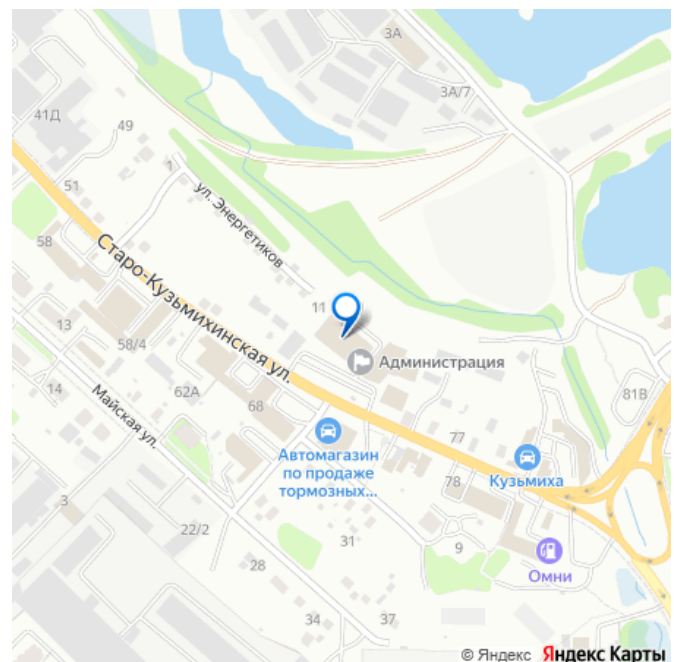 3А
3А/7
41Д
49
1
51
ул. Энергетиков
58
Старо-Кузьмихинская ул.
11
13
58/4
Администрация
14
62А
81В
Майская ул.
68
77
Автомагазин
по продаже
тормозных...
Кузьмиха
78
3
22/2
31
9
28
Омни
34
37
© Яндекс Яндекс Карты